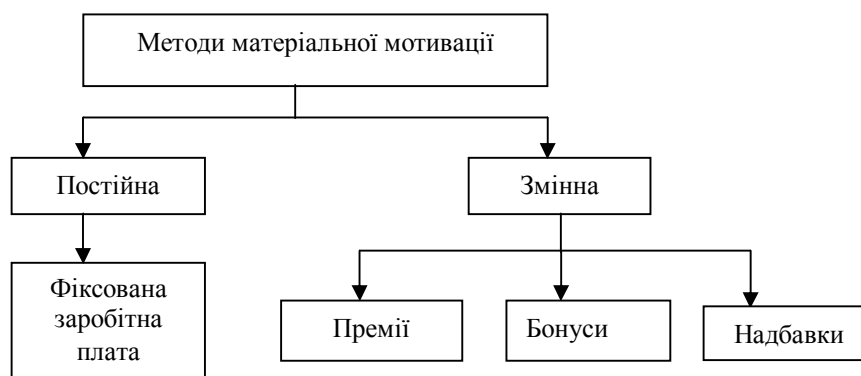 Методи матеріальної мотивації
Постійна
Змінна
Фіксована
заробітна
плата
Премії
Бонуси
Надбавки